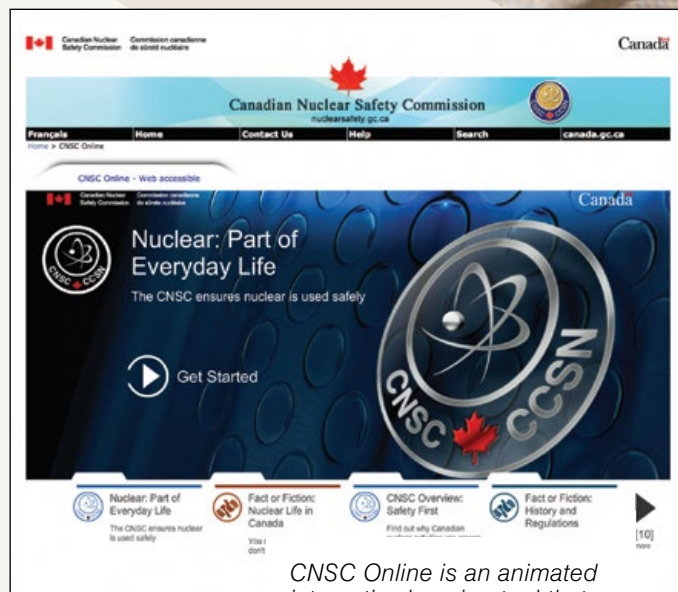 Canadian Nuclear Commission canadienne
Safety Commission de sûreté nucléaire
Canada
Canadian Nuclear Safety Commission
nuclearsafety.gc.ca
Français Home Contact Us Help Search canada.gc.ca
Home > CNSC Online
CNSC Online - Web accessible
Canadian Nuclear Commission canadienne
Safety Commission de sûreté nucléaire
Canada
Nuclear: Part of
Everyday Life
The CNSC ensures nuclear is used safely
Get Started
CNSC CCSN
CNSC CCSN
Nuclear: Part of
Everyday Life
The CNSC ensures nuclear
is used safely
Fact or Fiction:
Nuclear Life in
Canada
You
don't
CNSC Overview:
Safety First
Find out why Canadian
Fact or Fiction:
History and
Regulations
[10]
more
CNSC Online is an animated